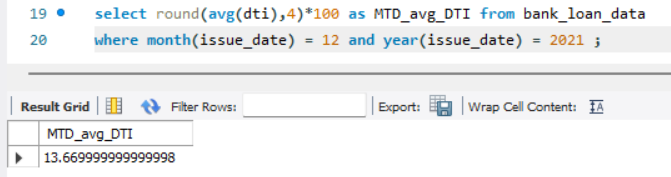 19 select round(avg(dti),4)*100 as MTD_avg_DTI from bank_loan_data
20 where month(issue_date) = 12 and year(issue_date) = 2021 ;
Result Grid Filter Rows: Export: Wrap Cell Content: IA
MTD_avg_DTI
13.669999999999998